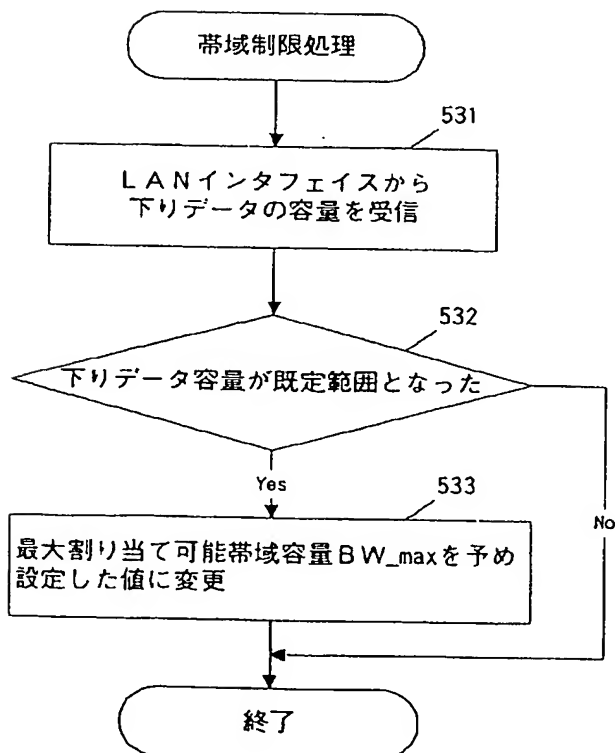 帯域制限処理
531
LANインタフェイスから
下りデータの容量を受信
532
下りデータ容量が既定範囲となった
Yes
533
No
最大割り当て可能帯域容量BW_maxを予め
設定した値に変更
終了